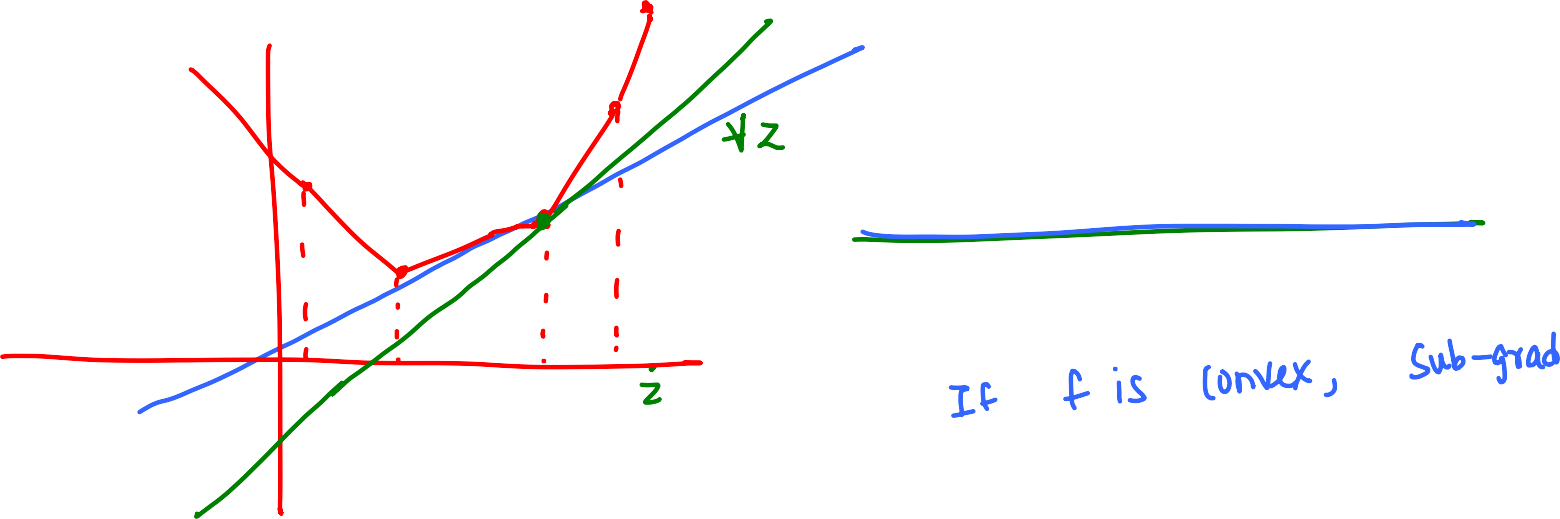 ∀ z
z
If f is convex, Sub-grad